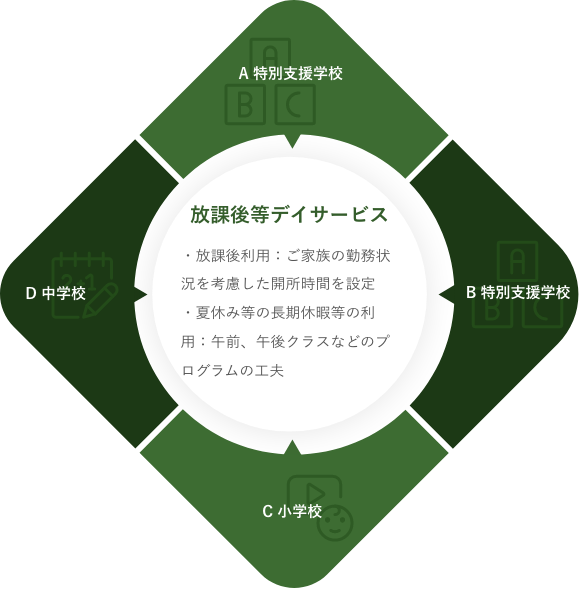 A 特別支援学校
放課後等デイサービス
・放課後利用：ご家族の勤務状
況を考慮した開所時間を設定
・夏休み等の長期休暇等の利
用：午前、午後クラスなどのプ
ログラムの工夫
D 中学校
B 特別支援学校
C 小学校
A
B
C
A
B
C
21